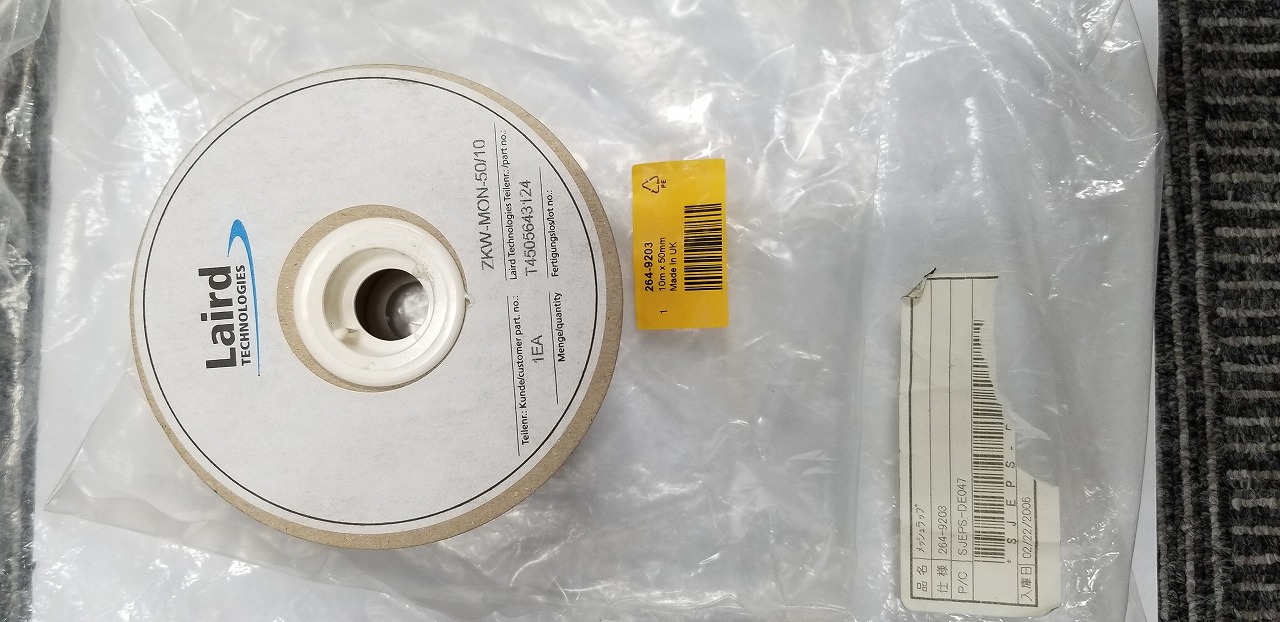 Laird
TECHNOLOGIES
ZKW-MON-50/10
Teilenr.: Kunde/customer part. no.:
Laird Technologies Teilenr.:/part no.:
1EA
T4505643124
Menge/quantity
Fertigungslos/lot no.:
PE
264-9203
10m x 50mm
Made in UK
1
品名 メッシュラップ
仕様 264-9203
P/C SJEPS-DE047
* S J E P S -
入庫日 02/22/2006